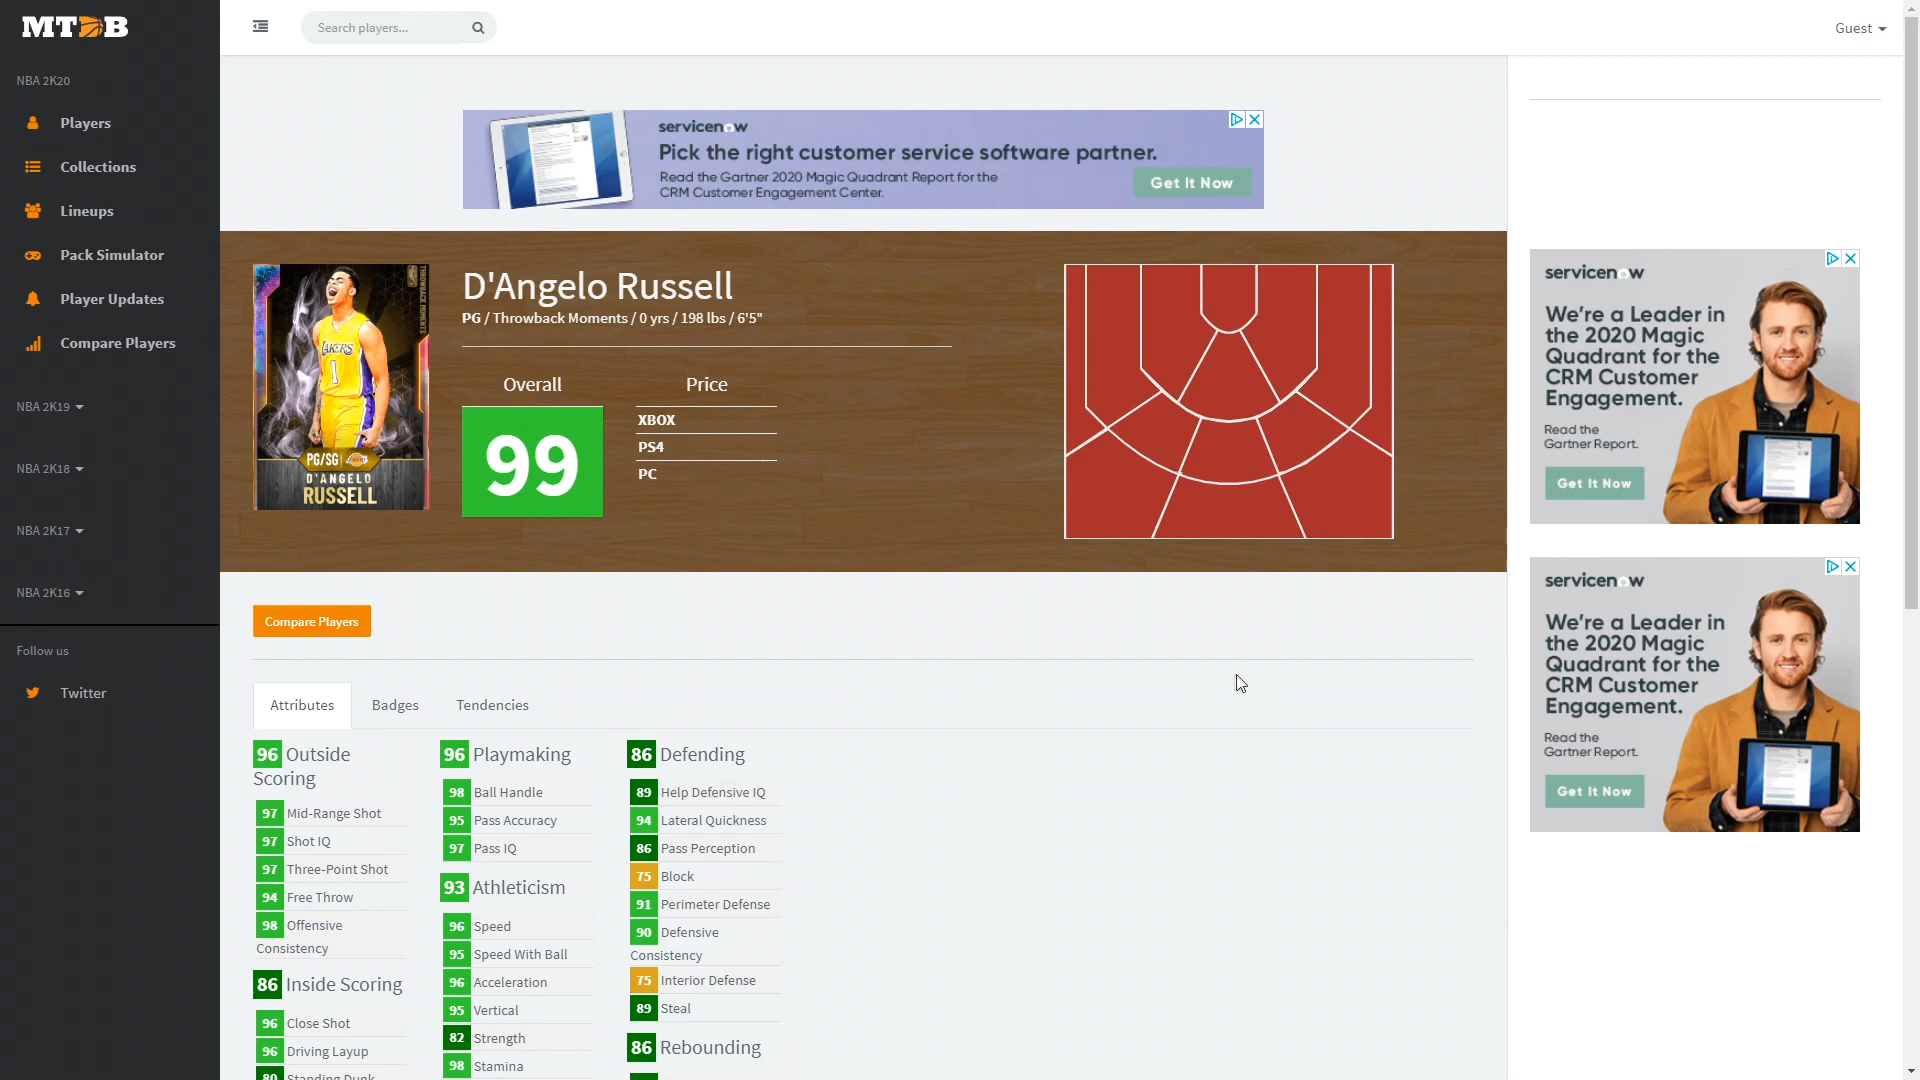 MTDB
Search players...
Guest
NBA 2K20
Players
Collections
Lineups
Pack Simulator
Player Updates
Compare Players
NBA 2K19
NBA 2K18
NBA 2K17
NBA 2K16
Follow us
Twitter
servicenow
Pick the right customer service software partner.
Read the Gartner 2020 Magic Quadrant Report for the
CRM Customer Engagement Center.
Get It Now
THROWBACK MOMENTS
LAKERS
1
PG/SG
D'ANGELO
RUSSELL
D'Angelo Russell
PG / Throwback Moments / 0 yrs / 198 lbs / 6'5"
Overall
99
Price
XBOX
PS4
PC
Compare Players
Attributes
Badges
Tendencies
96 Outside
Scoring
97 Mid-Range Shot
97 Shot IQ
97 Three-Point Shot
94 Free Throw
98 Offensive
Consistency
86 Inside Scoring
96 Close Shot
96 Driving Layup
80 Standing Dunk
96 Playmaking
98 Ball Handle
95 Pass Accuracy
97 Pass IQ
93 Athleticism
96 Speed
95 Speed With Ball
96 Acceleration
95 Vertical
82 Strength
98 Stamina
86 Defending
89 Help Defensive IQ
94 Lateral Quickness
86 Pass Perception
75 Block
91 Perimeter Defense
90 Defensive
Consistency
75 Interior Defense
89 Steal
86 Rebounding
servicenow
We're a Leader in
the 2020 Magic
Quadrant for the
CRM Customer
Engagement.
Read the
Gartner Report.
Get It Now
servicenow
We're a Leader in
the 2020 Magic
Quadrant for the
CRM Customer
Engagement.
Read the
Gartner Report.
Get It Now